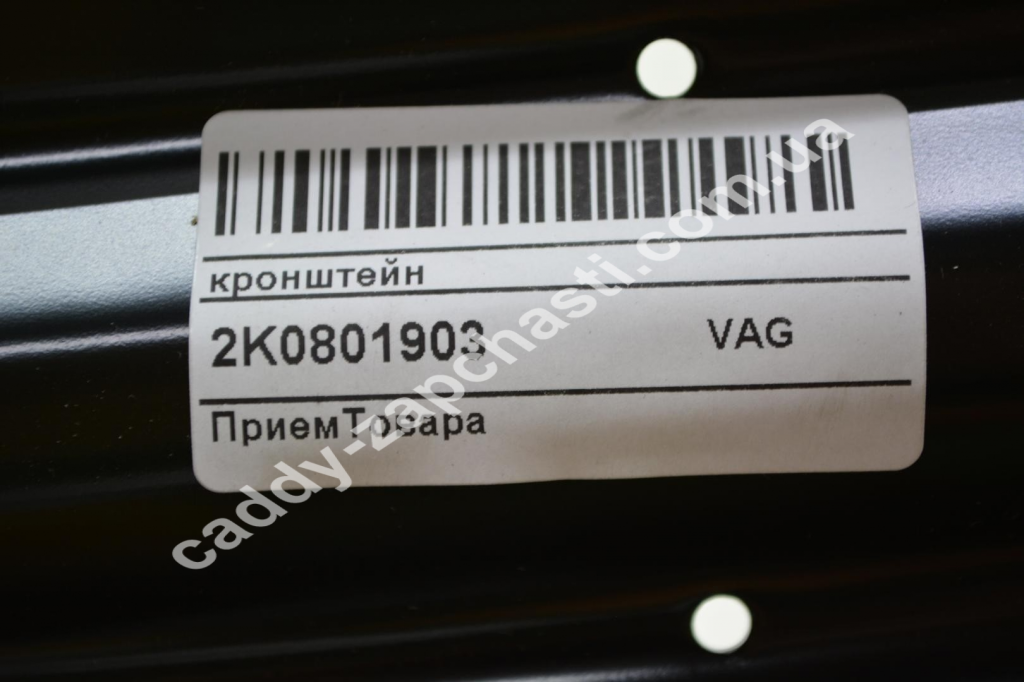 кронштейн
2K0801903 VAG
ПриемТовара
caddy-zapchasti.com.ua